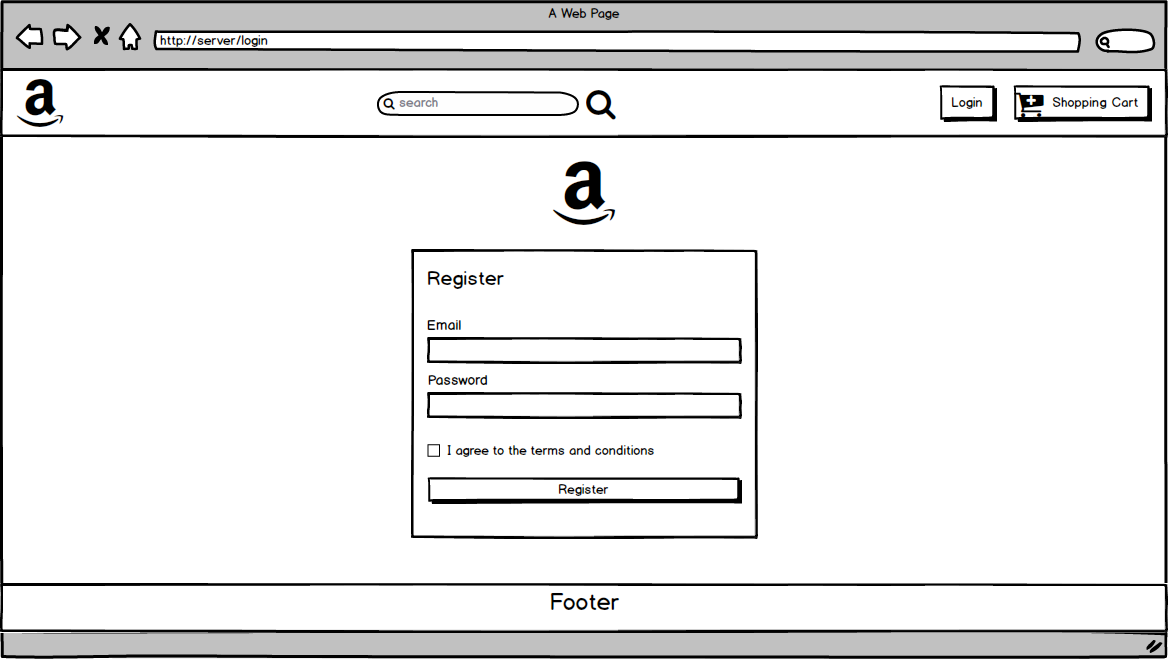 A Web Page
http://server/login
a
search
Login
Shopping Cart
a
Register
Email
Password
I agree to the terms and conditions
Register
Footer